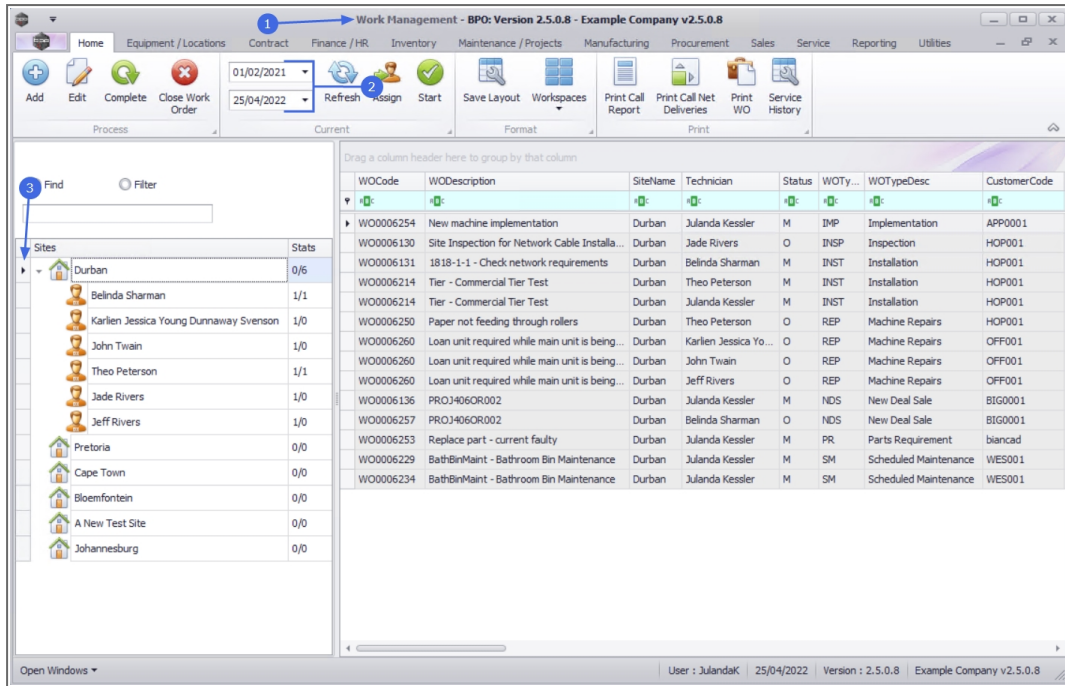 1
Work Management - BPO: Version 2.5.0.8 - Example Company v2.5.0.8
Home Equipment / Locations Contract Finance / HR Inventory Maintenance / Projects Manufacturing Procurement Sales Service Reporting Utilities
Add Edit Complete Close Work Order
01/02/2021
25/04/2022
2
Refresh Assign Start Save Layout Workspaces Print Call Report Print Call Net Deliveries Print WO Service History
Process Current Format Print
3
Find Filter
Sites Stats
Durban 0/6
Belinda Sharman 1/1
Karlien Jessica Young Dunnaway Svenson 1/0
John Twain 1/0
Theo Peterson 1/1
Jade Rivers 1/0
Jeff Rivers 1/0
Pretoria 0/0
Cape Town 0/0
Bloemfontein 0/0
A New Test Site 0/0
Johannesburg 0/0
Drag a column header here to group by that column
WOCode WODescription SiteName Technician Status WOTy... WOTypeDesc CustomerCode
WO0006254 New machine implementation Durban Julanda Kessler M IMP Implementation APP0001
WO0006130 Site Inspection for Network Cable Installa... Durban Jade Rivers O INSP Inspection HOP001
WO0006131 1818-1-1 - Check network requirements Durban Belinda Sharman M INST Installation HOP001
WO0006214 Tier - Commercial Tier Test Durban Theo Peterson M INST Installation HOP001
WO0006214 Tier - Commercial Tier Test Durban Julanda Kessler M INST Installation HOP001
WO0006250 Paper not feeding through rollers Durban Theo Peterson O REP Machine Repairs HOP001
WO0006260 Loan unit required while main unit is being... Durban Karlien Jessica Yo... O REP Machine Repairs OFF001
WO0006260 Loan unit required while main unit is being... Durban John Twain O REP Machine Repairs OFF001
WO0006260 Loan unit required while main unit is being... Durban Jeff Rivers O REP Machine Repairs OFF001
WO0006136 PROJ406OR002 Durban Julanda Kessler M NDS New Deal Sale BIG0001
WO0006257 PROJ406OR002 Durban Belinda Sharman O NDS New Deal Sale BIG0001
WO0006253 Replace part - current faulty Durban Julanda Kessler M PR Parts Requirement biancad
WO0006229 BathBinMaint - Bathroom Bin Maintenance Durban Julanda Kessler M SM Scheduled Maintenance WES001
WO0006234 BathBinMaint - Bathroom Bin Maintenance Durban Julanda Kessler M SM Scheduled Maintenance WES001
Open Windows User : JulandaK 25/04/2022 Version : 2.5.0.8 Example Company v2.5.0.8